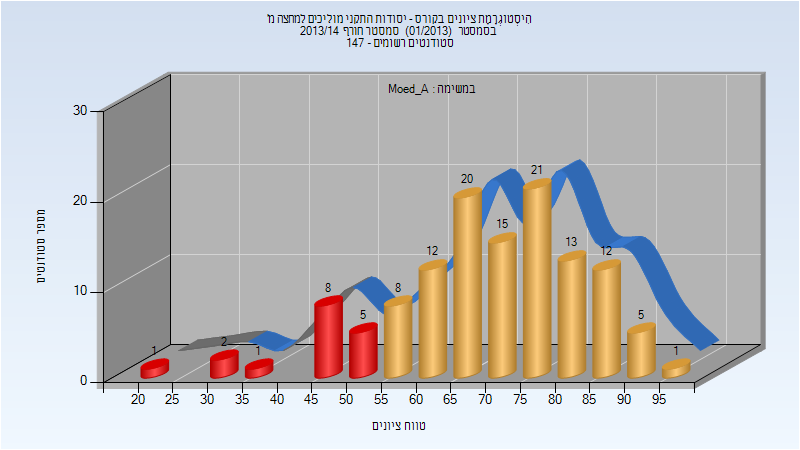 היסטוגרמת ציונים בקורס - יסודות התקני מוליכים למחצה מ'
בסמסטר (01/2013) סמסטר חורף 2013/14
סטודנטים רשומים - 147
במשימה : Moed_A
מספר סטודנטים
30
20
10
0
1
2
1
8
5
8
12
20
15
21
13
12
5
1
20 25 30 35 40 45 50 55 60 65 70 75 80 85 90 95
טווח ציונים